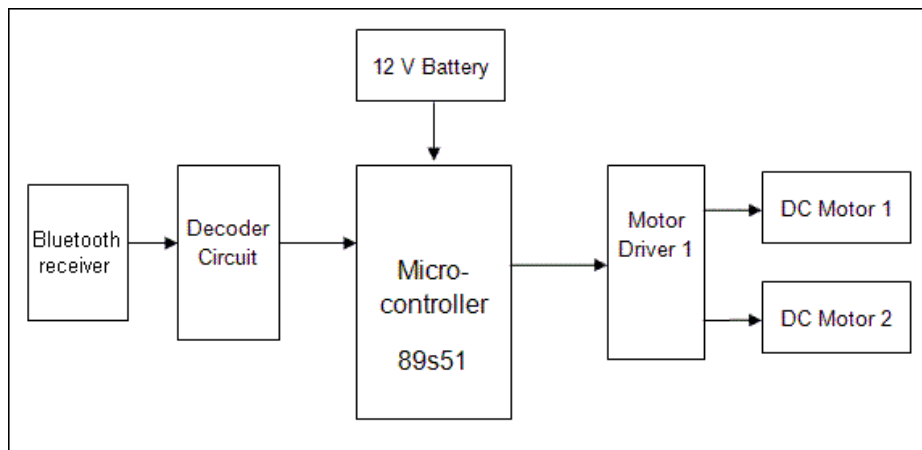 12 V Battery
Bluetooth
receiver
Decoder
Circuit
Micro-
controller
89s51
Motor
Driver 1
DC Motor 1
DC Motor 2